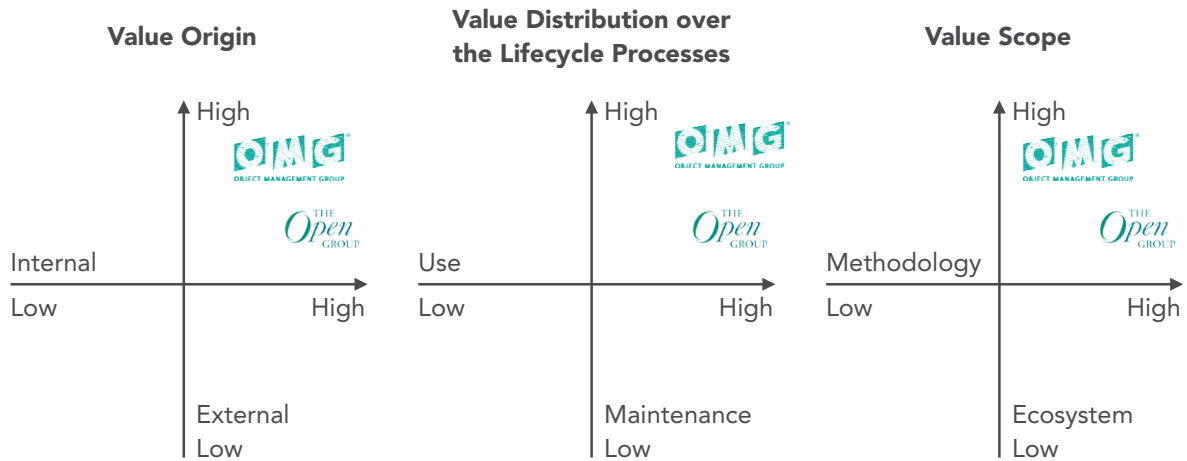 Value Origin
High
OMG®
OBJECT MANAGEMENT GROUP
THE
Open
GROUP
Internal
Low
High
External
Low
Value Distribution over
the Lifecycle Processes
High
OMG®
OBJECT MANAGEMENT GROUP
THE
Open
GROUP
Use
Low
High
Maintenance
Low
Value Scope
High
OMG®
OBJECT MANAGEMENT GROUP
THE
Open
GROUP
Methodology
Low
High
Ecosystem
Low